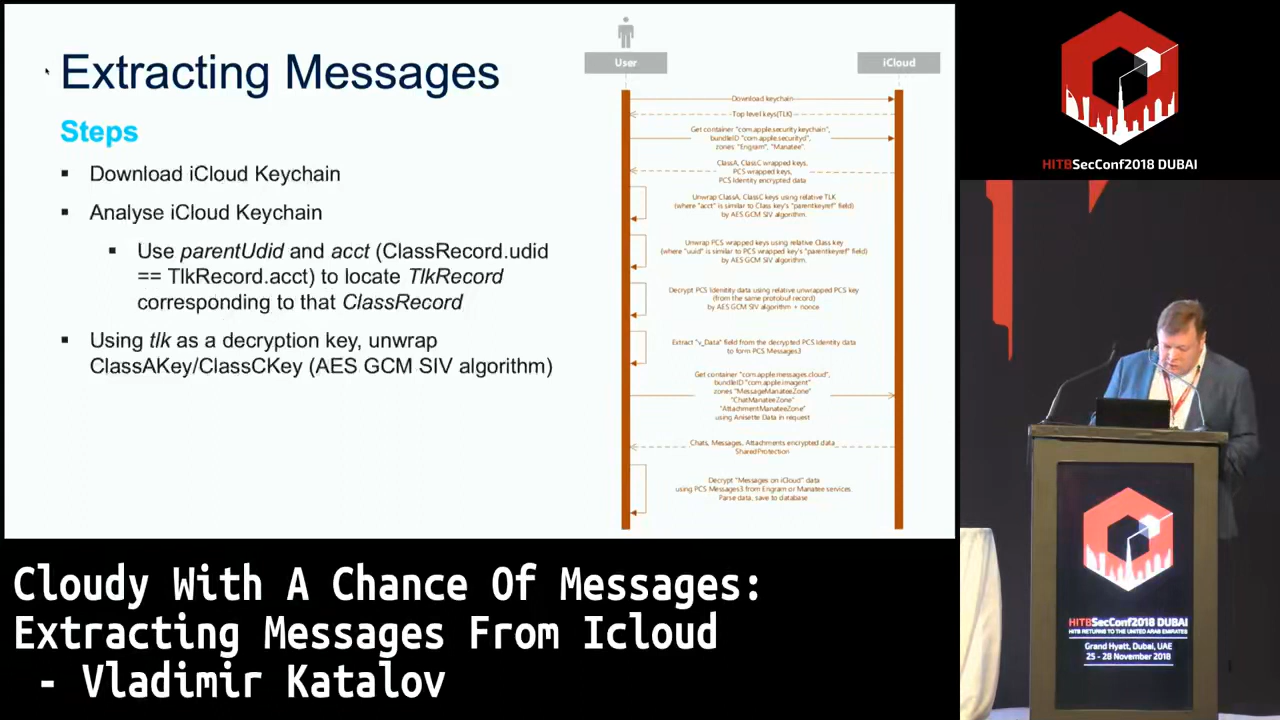 Extracting Messages
Steps
▪ Download iCloud Keychain
▪ Analyse iCloud Keychain
▪ Use parentUdid and acct (ClassRecord.udid
== TlkRecord.acct) to locate TlkRecord
corresponding to that ClassRecord
▪ Using tlk as a decryption key, unwrap
ClassAKey/ClassCKey (AES GCM SIV algorithm)
User
iCloud
Download keychain
Top level keys(TLK)
Get container "com.apple.security.keychain",
bundleID "com.apple.securityd",
zones: "Engram", "Manatee".
ClassA, ClassC wrapped keys,
PCS wrapped keys,
PCS Identity encrypted data
Unwrap ClassA, ClassC keys using relative TLK
(where "acct" is similar to Class key's "parentkeyref" field)
by AES GCM SIV algorithm.
Unwrap PCS wrapped keys using relative Class key
(where "uuid" is similar to PCS wrapped key's "parentkeyref" field)
by AES GCM SIV algorithm.
Decrypt PCS Idenitity data using relative unwrapped PCS key
(from the same protobuf record)
by AES GCM SIV algorithm + nonce
Extract "v_Data" field from the decrypted PCS Identity data
to form PCS Messages3
Get container "com.apple.messages.cloud",
bundleID "com.apple.imagent"
zones "MessageManateeZone"
"ChatManateeZone"
"AttachmentManateeZone"
using Anisette Data in request
Chats, Messages, Attachments encrypted data
SharedProtection
Decrypt "Messages on iCloud" data
using PCS Messages3 from Engram or Manatee services.
Parse data, save to database
HITBSecConf2018 DUBAI
HITBSecConf2018 DUBAI
HITB RETURNS TO THE UNITED ARAB EMIRATES
Grand Hyatt, Dubai, UAE
25 - 28 November 2018
Cloudy With A Chance Of Messages:
Extracting Messages From Icloud
- Vladimir Katalov